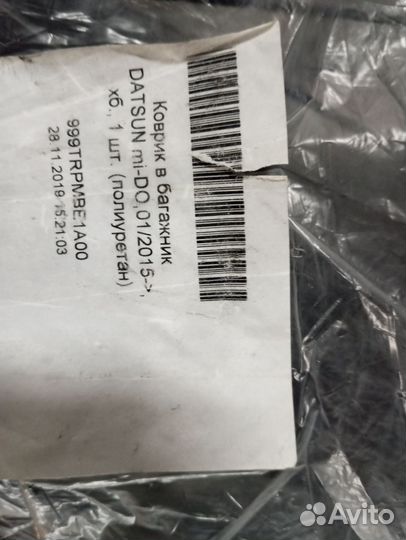 Коврик в багажник
DATSUN mi-DO,01/2015->,
хб., 1 шт. (полиуретан)
999TRPMBE1A00
28.11.2019 15:21:03
Avito